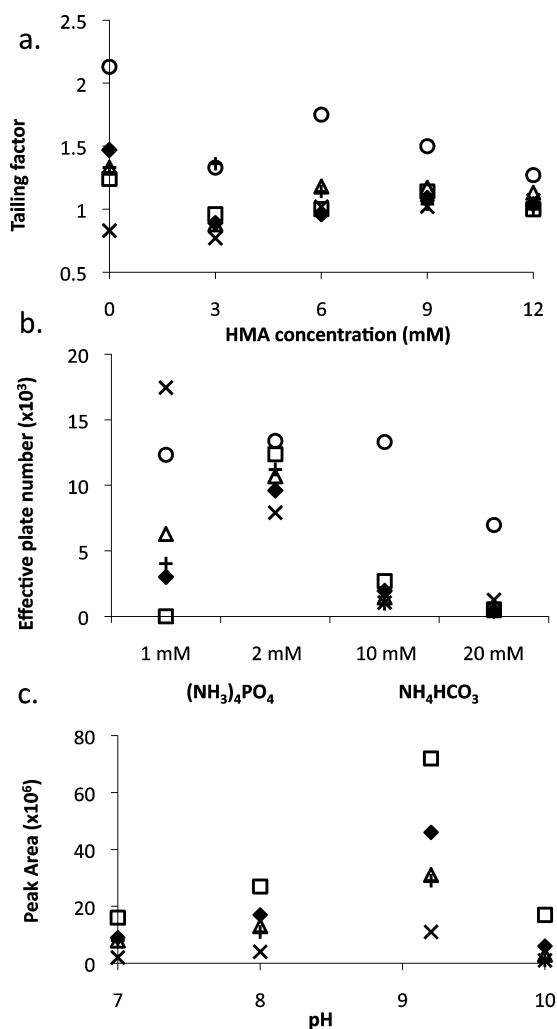 a.
Tailing factor
2.5
2
1.5
1
0.5
0 3 6 9 12
HMA concentration (mM)
b.
Effective plate number (x10³)
20
15
10
5
0
1 mM 2 mM 10 mM 20 mM
(NH₃)₄PO₄ NH₄HCO₃
c.
Peak Area (x10⁶)
80
60
40
20
0
7 8 9 10
pH